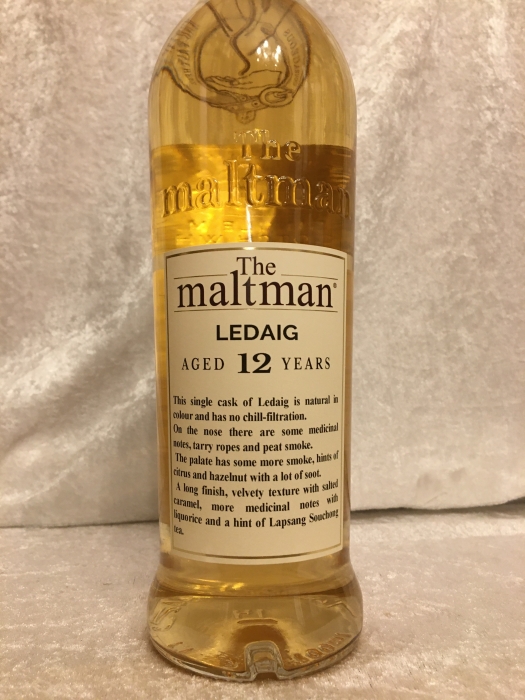 The
maltman
The
maltman®
LEDAIG
AGED 12 YEARS
This single cask of Ledaig is natural in
colour and has no chill-filtration.
On the nose there are some medicinal
notes, tarry ropes and peat smoke.
The palate has some more smoke, hints of
citrus and hazelnut with a lot of soot.
A long finish, velvety texture with salted
caramel, more medicinal notes with
liquorice and a hint of Lapsang Souchong
tea.